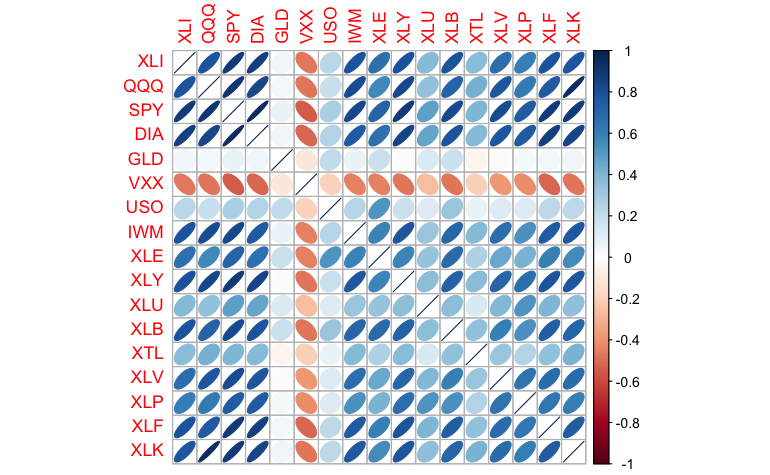 XLI QQQ SPY DIA GLD VXX USO IWM XLE XLY XLU XLB XTL XLV XLP XLF XLK
XLI
QQQ
SPY
DIA
GLD
VXX
USO
IWM
XLE
XLY
XLU
XLB
XTL
XLV
XLP
XLF
XLK
1
0.8
0.6
0.4
0.2
0
-0.2
-0.4
-0.6
-0.8
-1